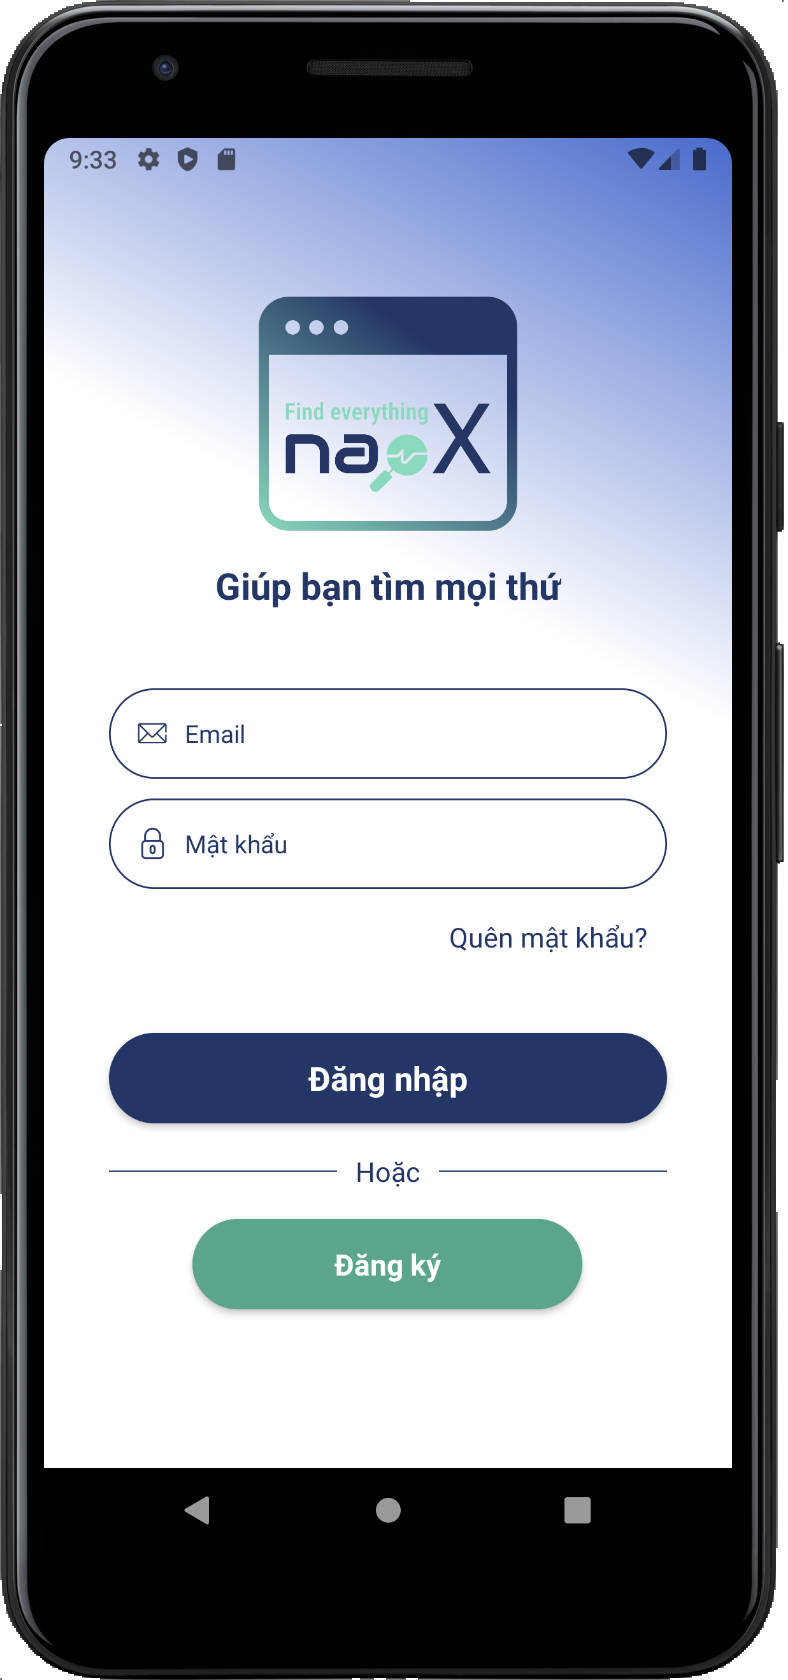 9:33
Find everything
naoX
Giúp bạn tìm mọi thứ
Email
Mật khẩu
Quên mật khẩu?
Đăng nhập
Hoặc
Đăng ký